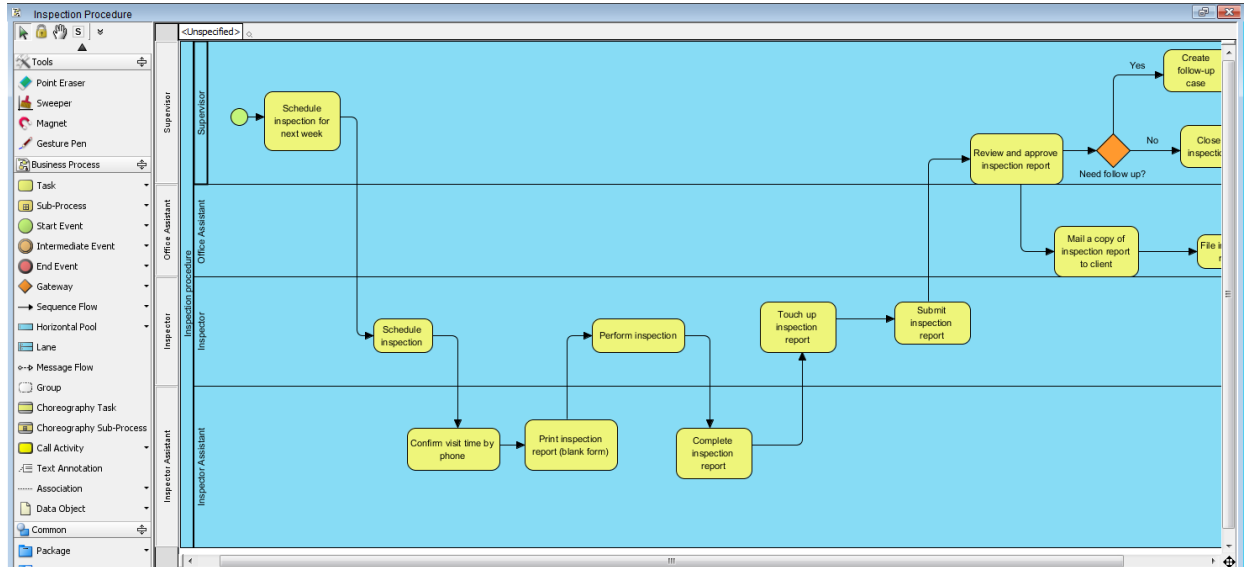 Inspection Procedure
S
<Unspecified>
Tools
Point Eraser
Sweeper
Magnet
Gesture Pen
Business Process
Task
Sub-Process
Start Event
Intermediate Event
End Event
Gateway
Sequence Flow
Horizontal Pool
Lane
Message Flow
Group
Choreography Task
Choreography Sub-Process
Call Activity
Text Annotation
Association
Data Object
Common
Package
Supervisor
Office Assistant
Inspector
Inspector Assistant
Inspection procedure
Supervisor
Office Assistant
Inspector
Inspector Assistant
Schedule
inspection for
next week
Schedule
inspection
Confirm visit time by
phone
Print inspection
report (blank form)
Perform inspection
Complete
inspection
report
Touch up
inspection
report
Submit
inspection
report
Review and approve
inspection report
Need follow up?
Yes
Create
follow-up
case
No
Close
Mail a copy of
inspection report
to client
File